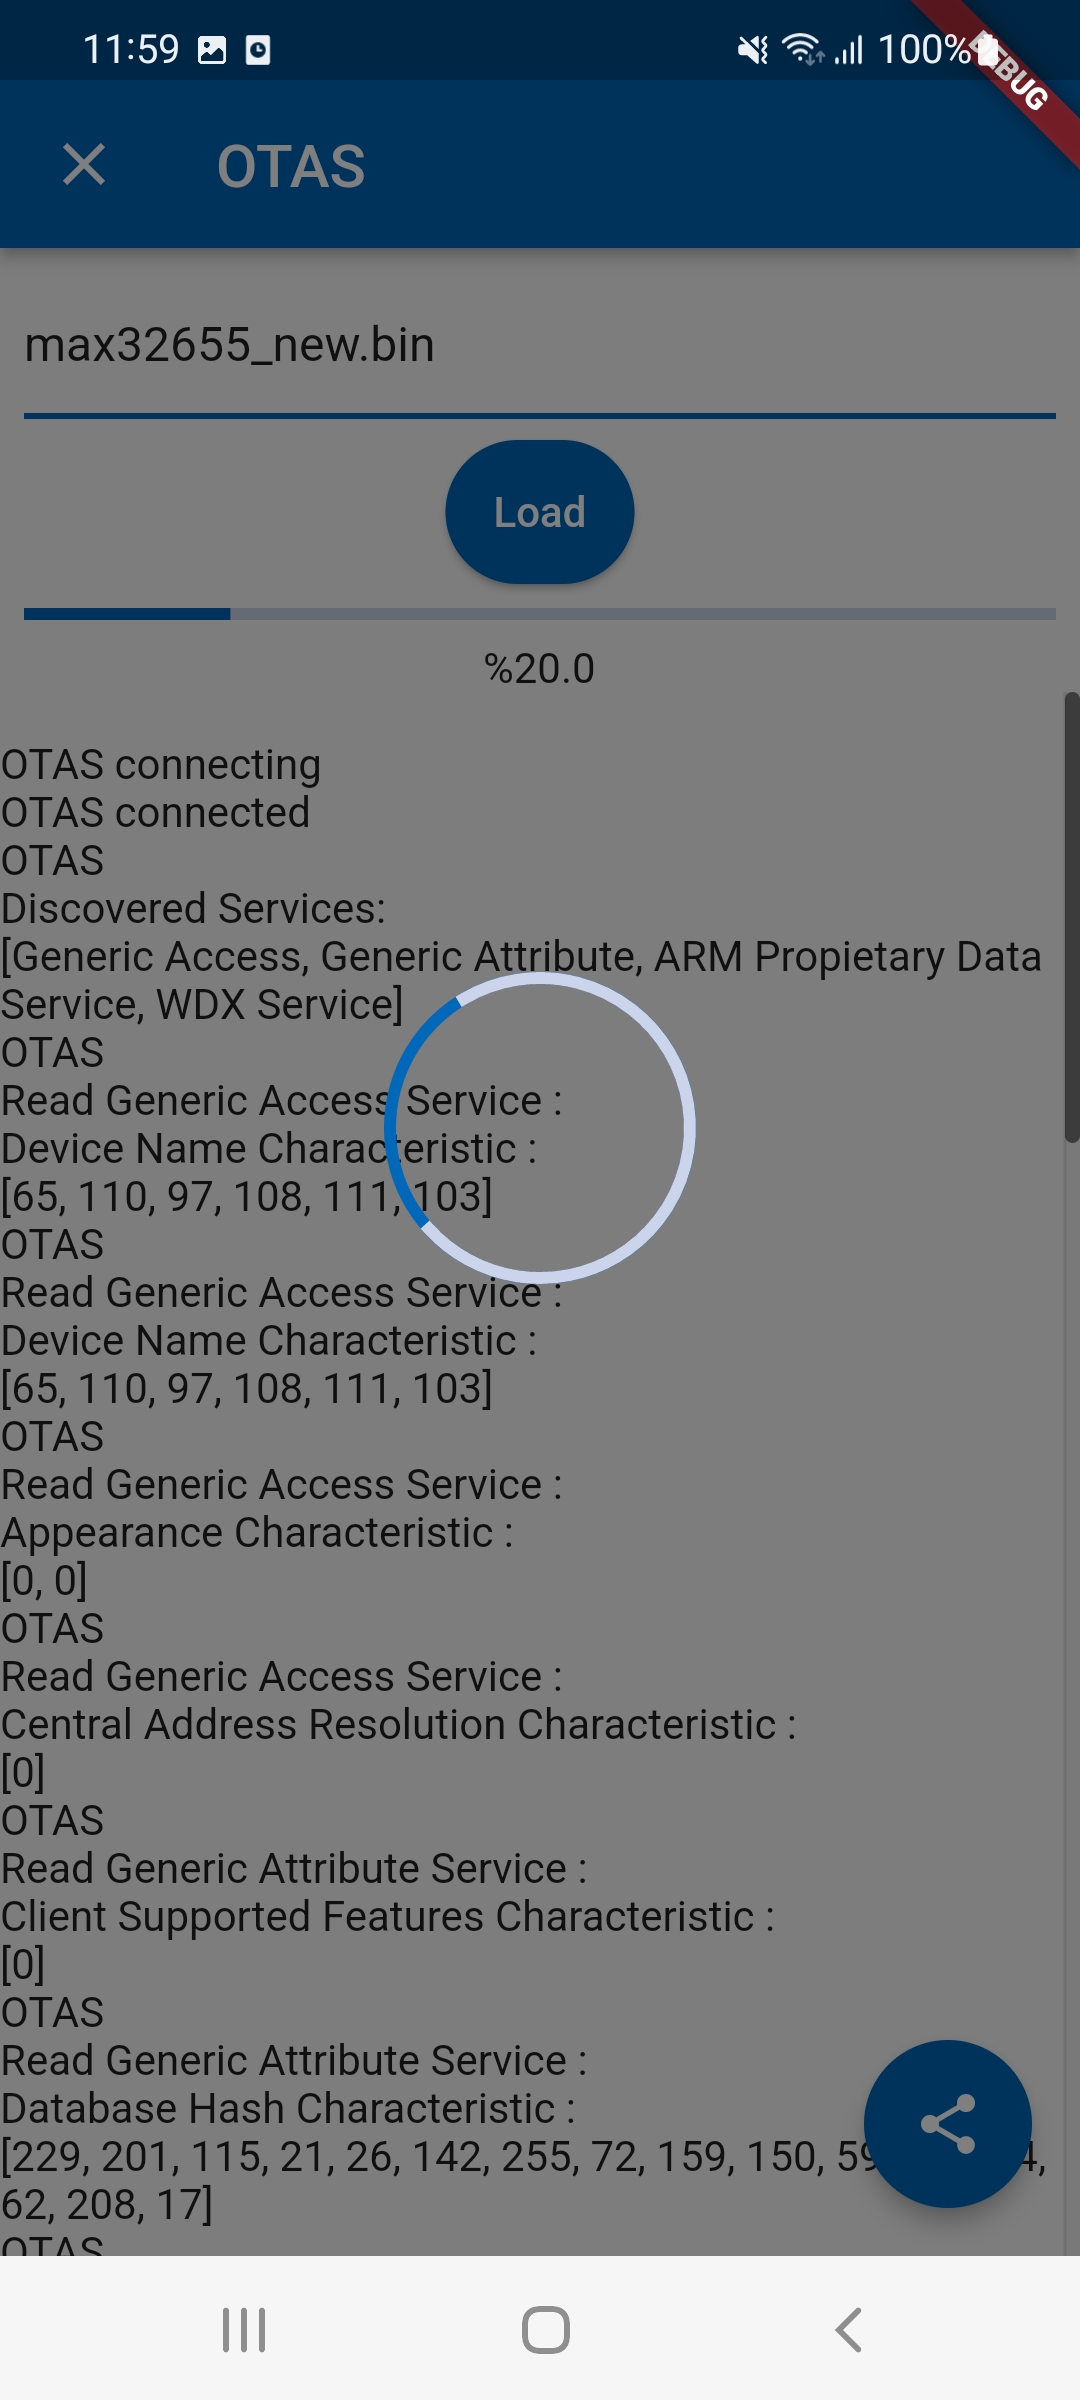 11:59
100%
DEBUG
OTAS
max32655_new.bin
Load
%20.0
OTAS connecting
OTAS connected
OTAS
Discovered Services:
[Generic Access, Generic Attribute, ARM Propietary Data
Service, WDX Service]
OTAS
Read Generic Access Service :
Device Name Characteristic :
[65, 110, 97, 108, 111, 103]
OTAS
Read Generic Access Service :
Device Name Characteristic :
[65, 110, 97, 108, 111, 103]
OTAS
Read Generic Access Service :
Appearance Characteristic :
[0, 0]
OTAS
Read Generic Access Service :
Central Address Resolution Characteristic :
[0]
OTAS
Read Generic Attribute Service :
Client Supported Features Characteristic :
[0]
OTAS
Read Generic Attribute Service :
Database Hash Characteristic :
[229, 201, 115, 21, 26, 142, 255, 72, 159, 150,
62, 208, 17]
OTAS